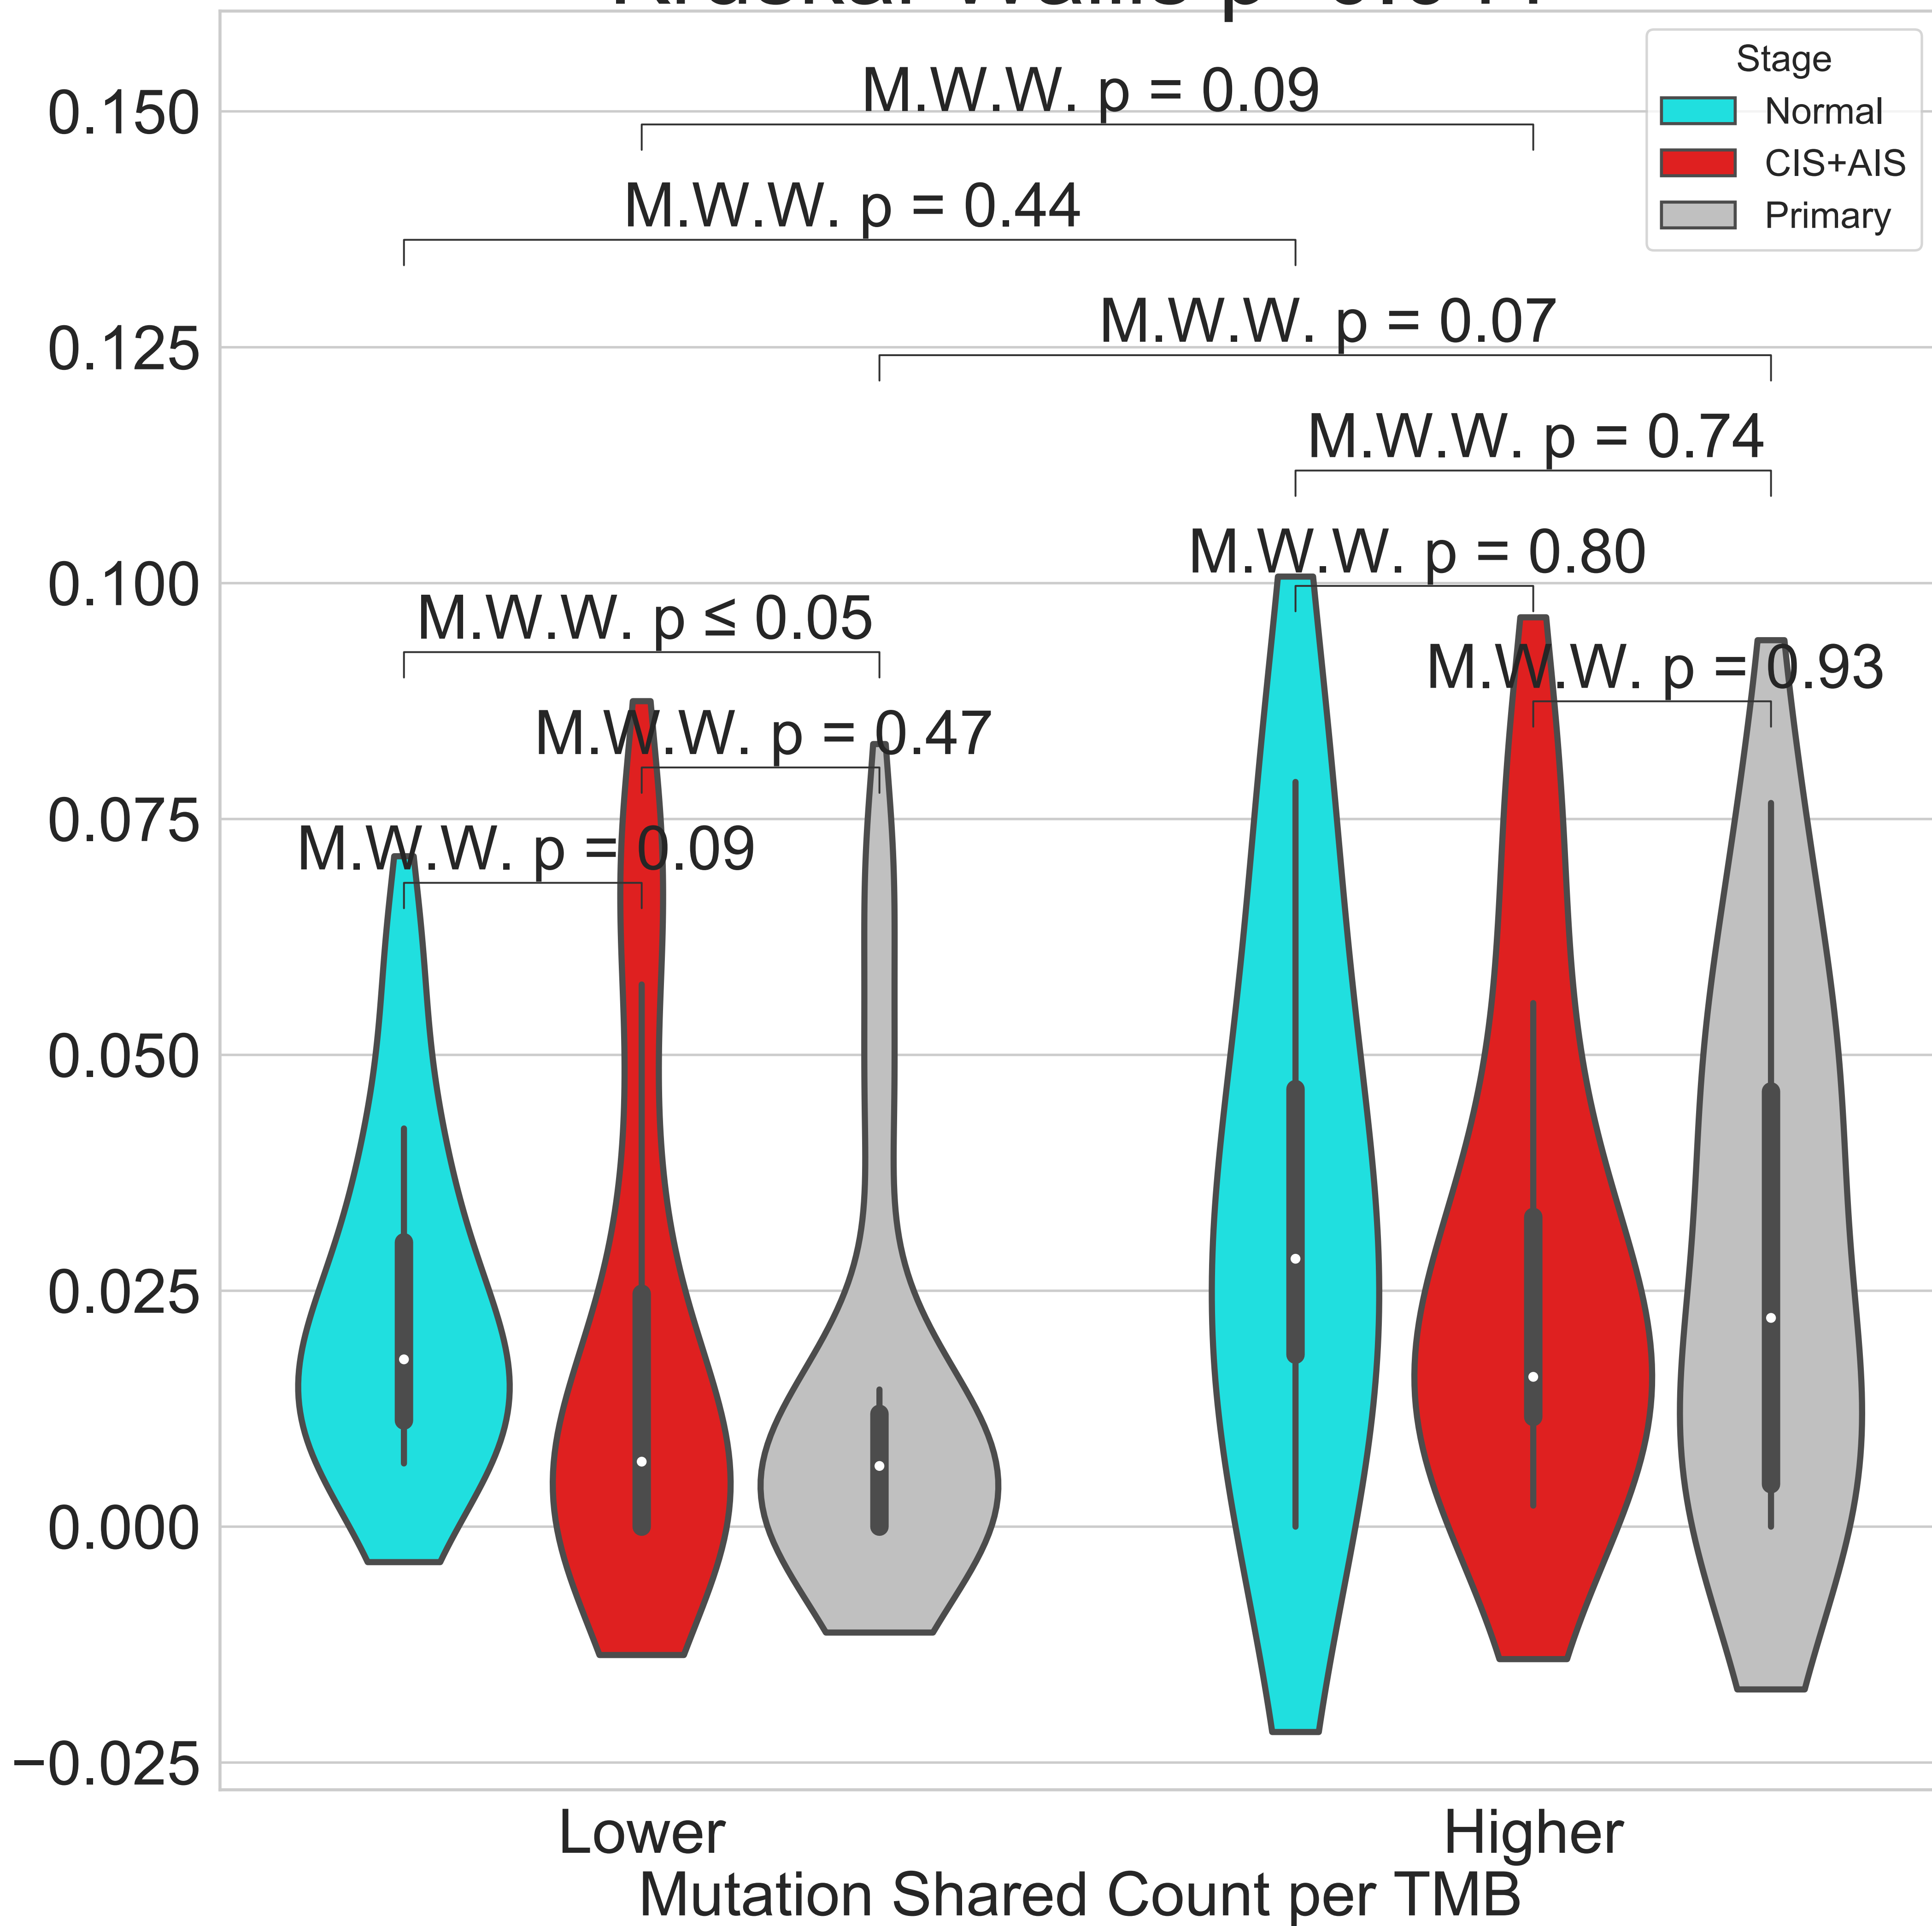 M.W.W. p = 0.09
M.W.W. p = 0.44
M.W.W. p = 0.07
M.W.W. p = 0.74
M.W.W. p = 0.80
M.W.W. p ≤ 0.05
M.W.W. p = 0.93
M.W.W. p = 0.47
M.W.W. p = 0.09
Stage
Normal
CIS+AIS
Primary
0.150
0.125
0.100
0.075
0.050
0.025
0.000
−0.025
Lower
Higher
Mutation Shared Count per TMB